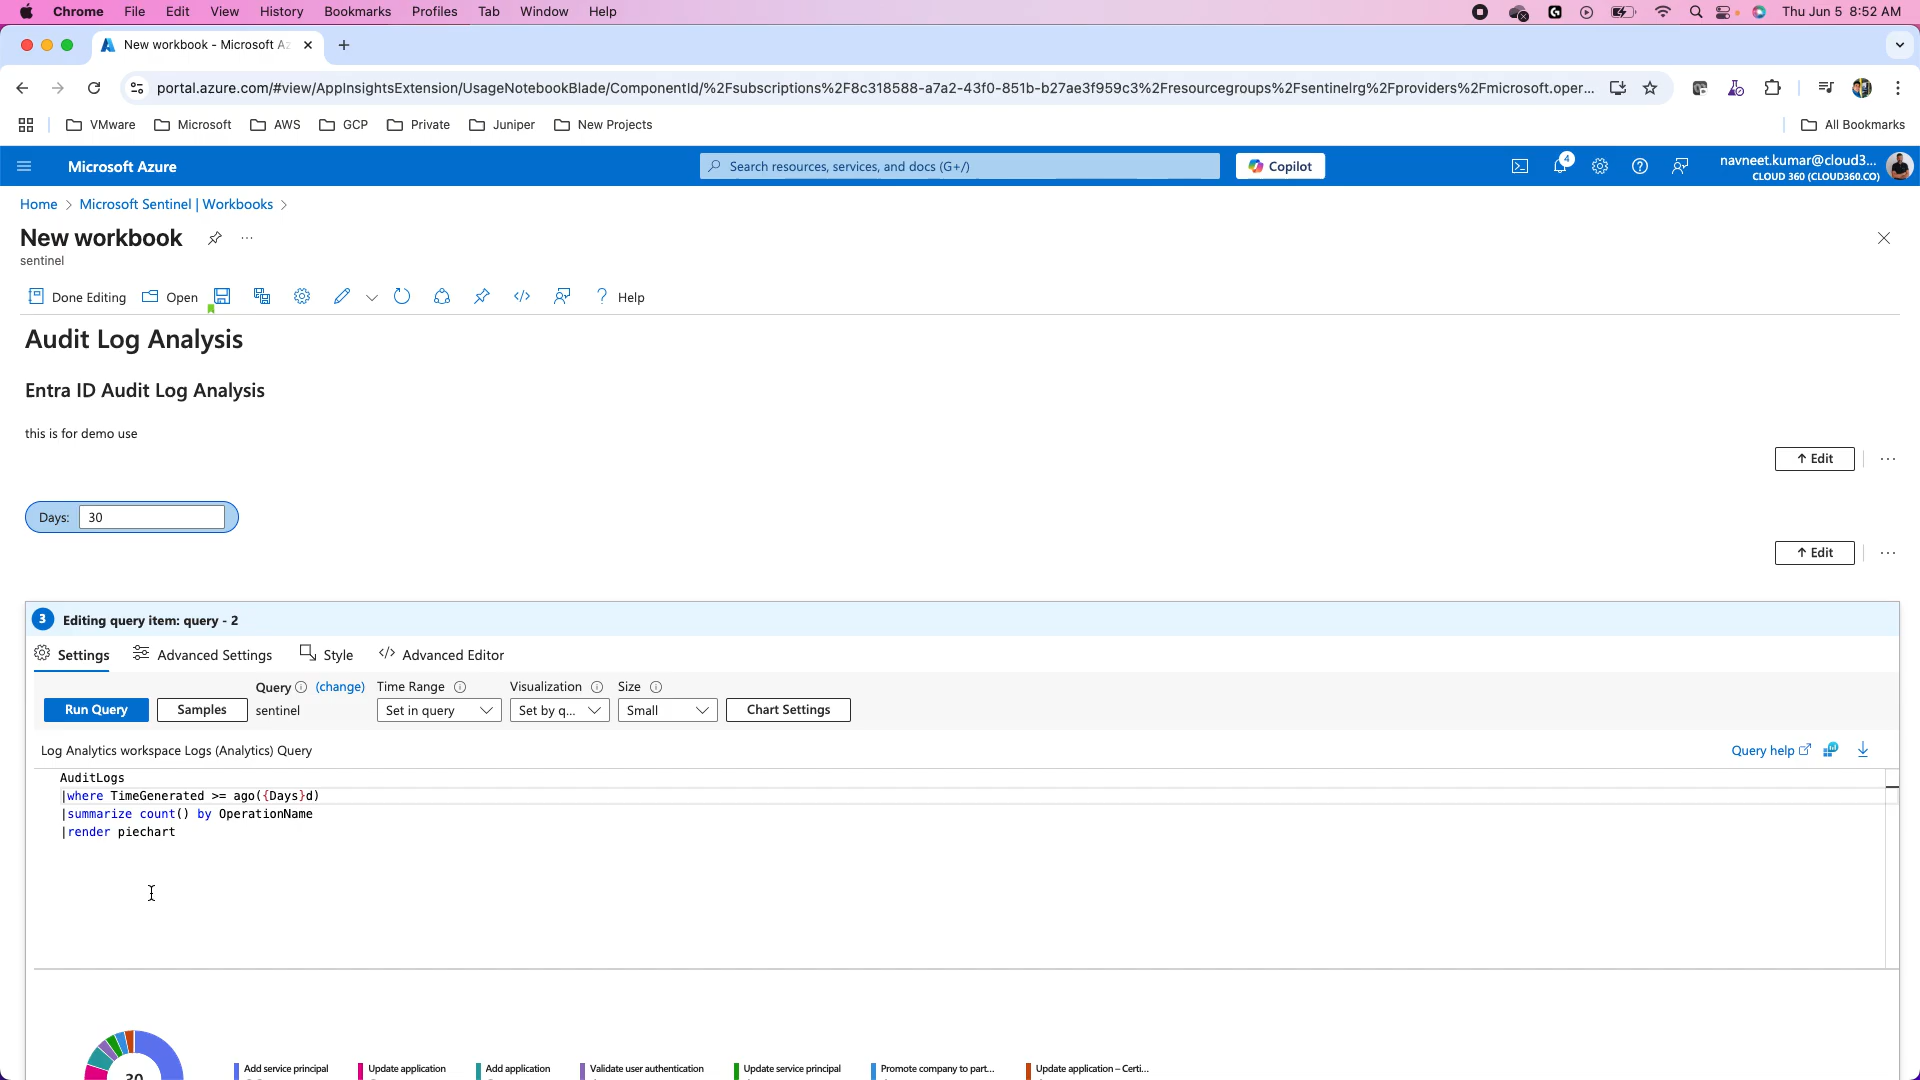 Chrome File Edit View History Bookmarks Profiles Tab Window Help Thu Jun 5 8:52 AM
New workbook - Microsoft Az
portal.azure.com/#view/AppInsightsExtension/UsageNotebookBlade/ComponentId/%2Fsubscriptions%2F8c318588-a7a2-43f0-851b-b27ae3f959c3%2Fresourcegroups%2Fsentinelrg%2Fproviders%2Fmicrosoft.oper...
VMware Microsoft AWS GCP Private Juniper New Projects All Bookmarks
Microsoft Azure Search resources, services, and docs (G+/) Copilot 4 navneet.kumar@cloud3...
CLOUD 360 (CLOUD360.CO)
Home > Microsoft Sentinel | Workbooks >
New workbook ...
sentinel
Done Editing Open ? Help
Audit Log Analysis
Entra ID Audit Log Analysis
this is for demo use
↑ Edit ...
Days: 30
↑ Edit ...
3 Editing query item: query - 2
Settings Advanced Settings Style </> Advanced Editor
Query (change) Time Range Visualization Size
Run Query Samples sentinel Set in query Set by q... Small Chart Settings
Log Analytics workspace Logs (Analytics) Query Query help
AuditLogs
|where TimeGenerated >= ago({Days}d)
|summarize count() by OperationName
|render piechart
30 Add service principal Update application Add application Validate user authentication Update service principal Promote company to part... Update application – Certi...